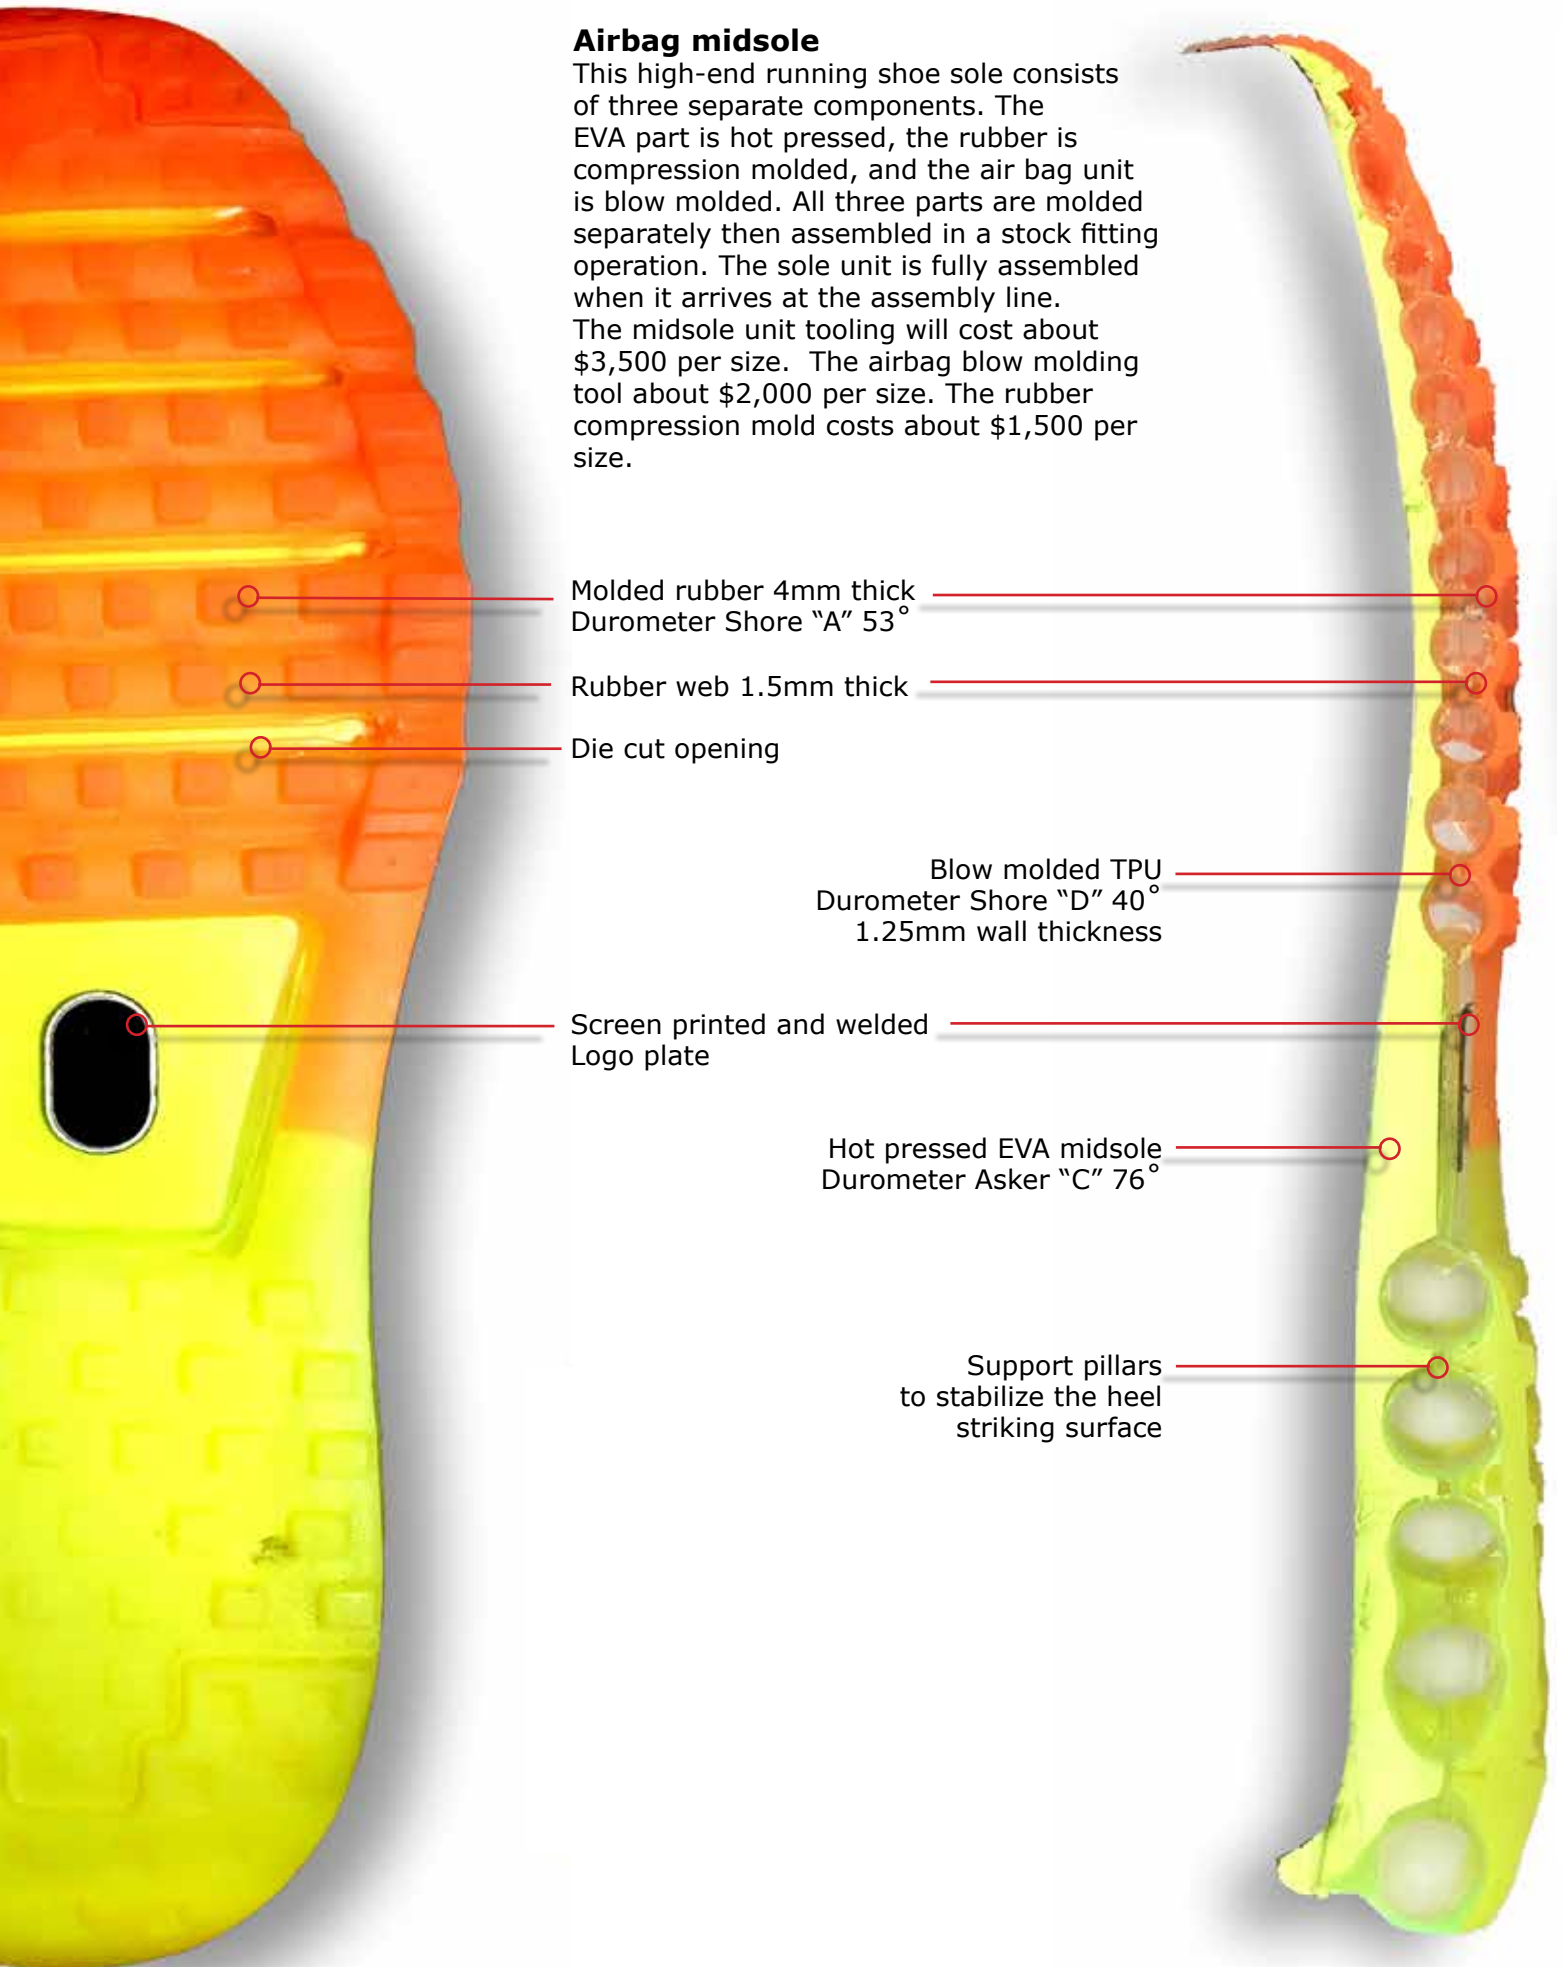 Airbag midsole
This high-end running shoe sole consists
of three separate components. The
EVA part is hot pressed, the rubber is
compression molded, and the air bag unit
is blow molded. All three parts are molded
separately then assembled in a stock fitting
operation. The sole unit is fully assembled
when it arrives at the assembly line.
The midsole unit tooling will cost about
$3,500 per size.  The airbag blow molding
tool about $2,000 per size. The rubber
compression mold costs about $1,500 per
size.
Molded rubber 4mm thick
Durometer Shore “A” 53˚
Rubber web 1.5mm thick
Die cut opening
Blow molded TPU
Durometer Shore “D” 40˚
1.25mm wall thickness
Screen printed and welded
Logo plate
Hot pressed EVA midsole
Durometer Asker “C” 76˚
Support pillars
to stabilize the heel
striking surface